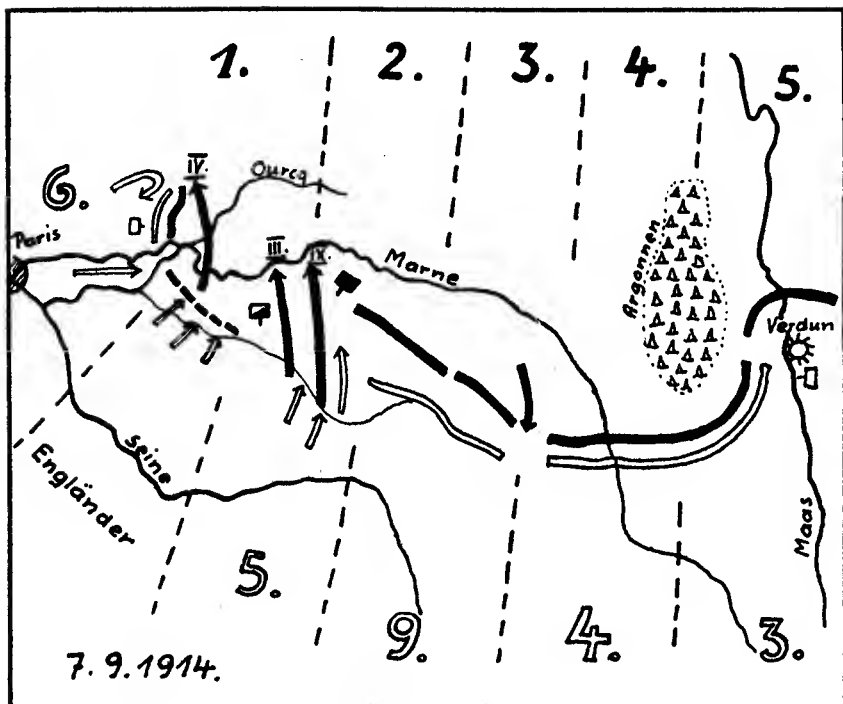 1.
2.
3.
4.
5.
6.
IV.
Ourcq
Paris
III.
IX.
Marne
Argonnen
Verdun
Engländer
Seine
Maas
5.
9.
4.
3.
7.9.1914.